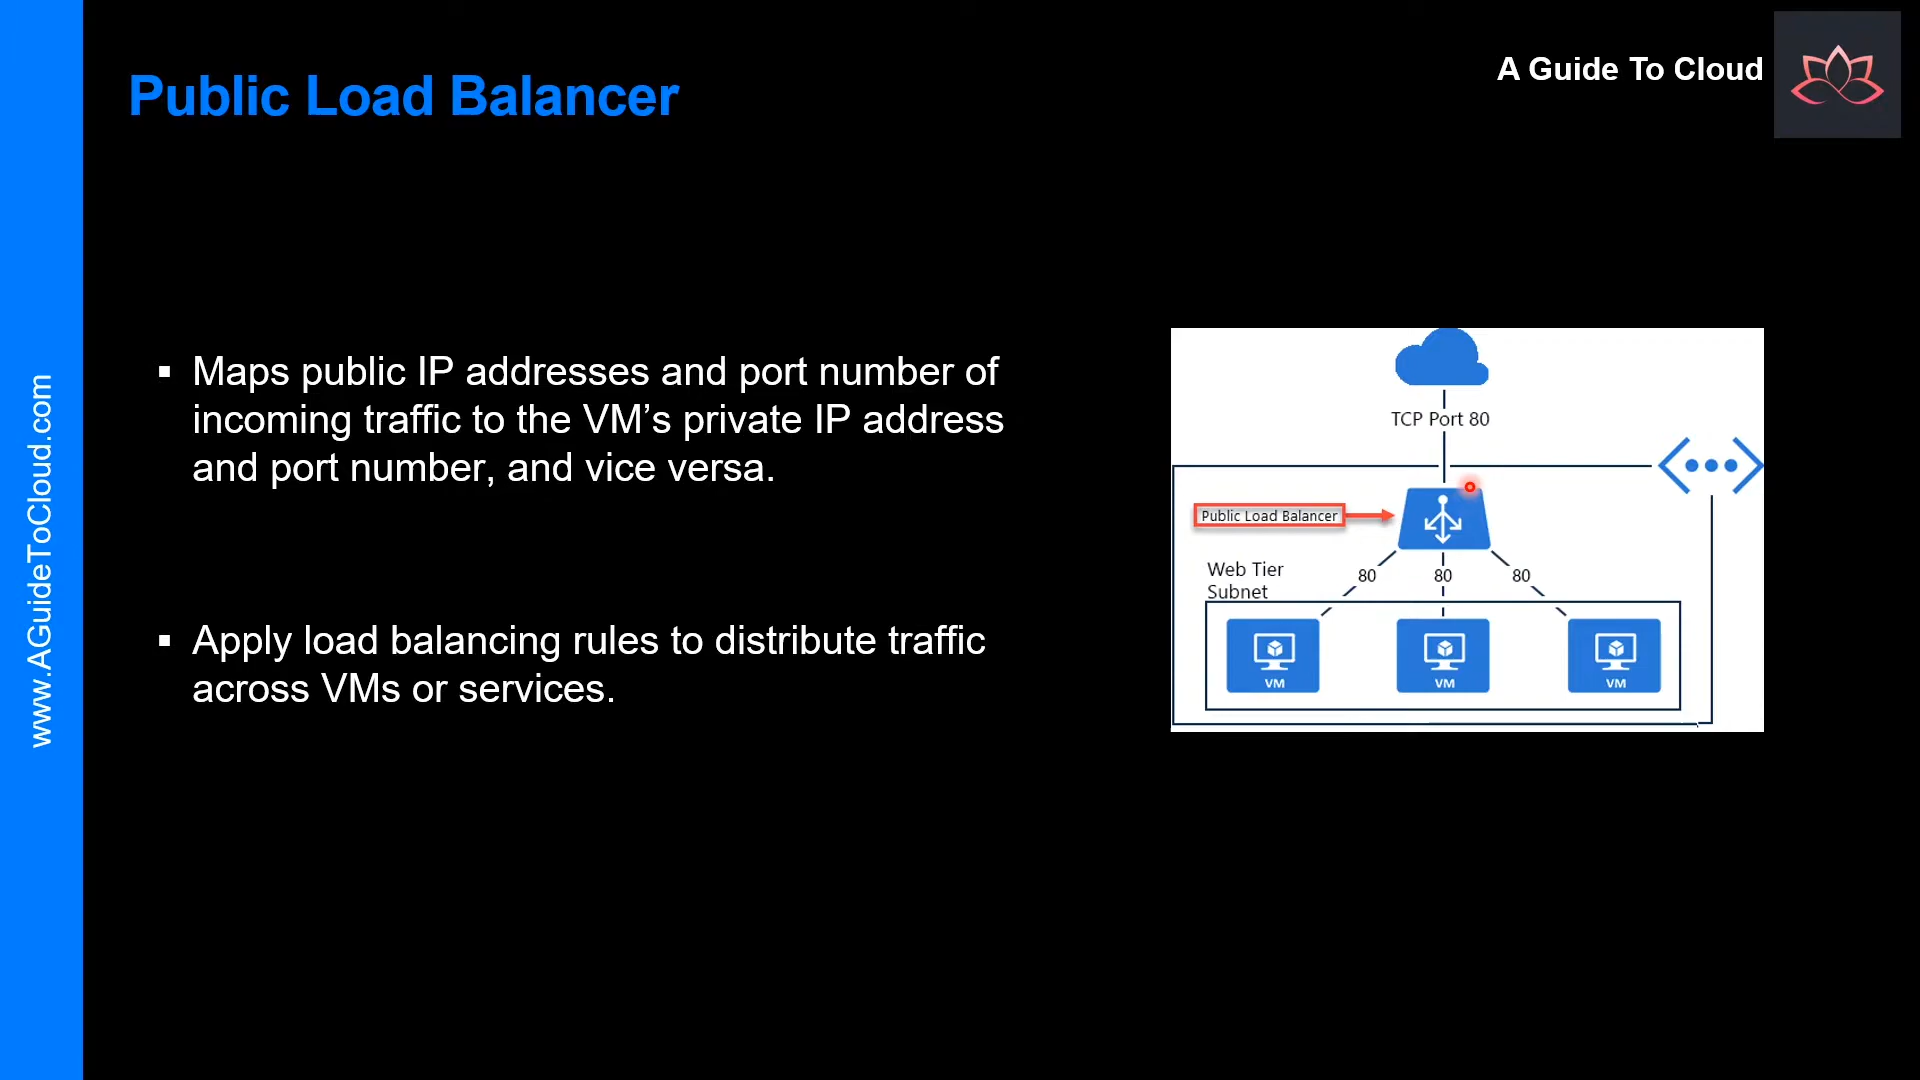 Public Load Balancer
A Guide To Cloud
www.AGuideToCloud.com
▪ Maps public IP addresses and port number of
incoming traffic to the VM’s private IP address
and port number, and vice versa.
▪ Apply load balancing rules to distribute traffic
across VMs or services.
TCP Port 80
Public Load Balancer
Web Tier
Subnet
80
80
80
VM
VM
VM